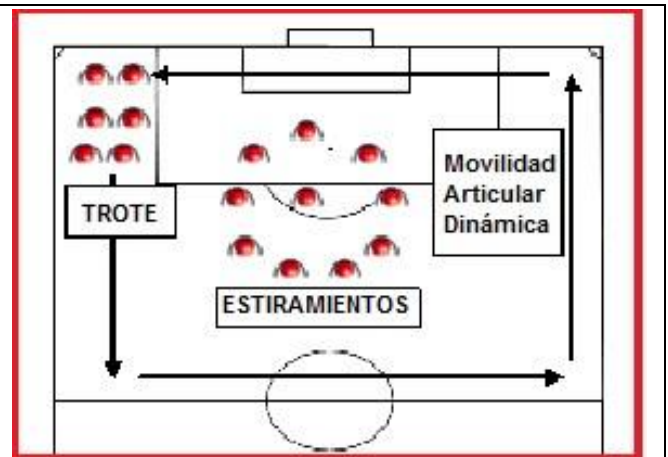 TROTE
Movilidad
Articular
Dinámica
ESTIRAMIENTOS